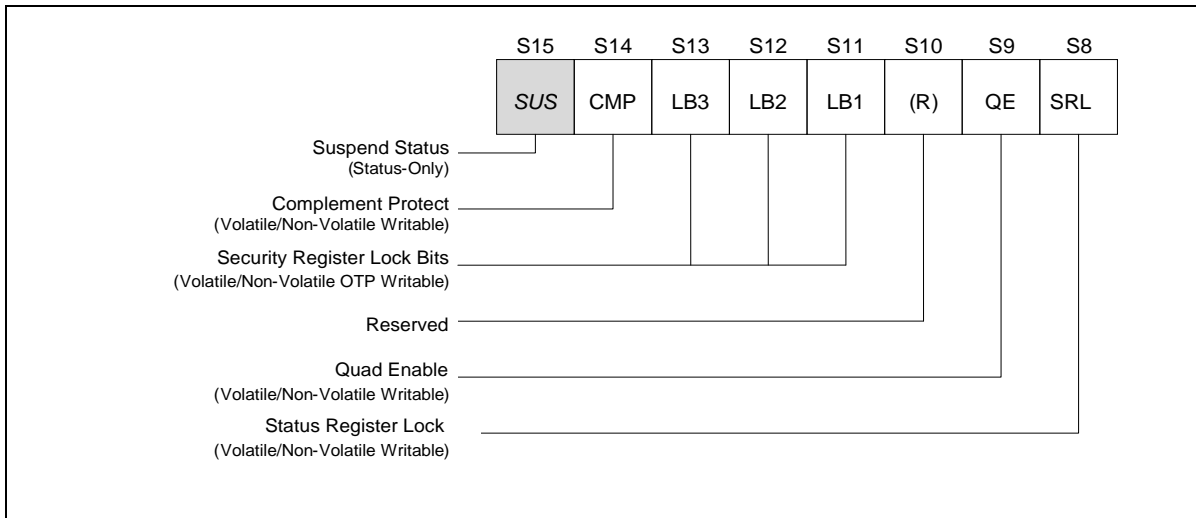 S15 S14 S13 S12 S11 S10 S9 S8
SUS CMP LB3 LB2 LB1 (R) QE SRL
Suspend Status
(Status-Only)
Complement Protect
(Volatile/Non-Volatile Writable)
Security Register Lock Bits
(Volatile/Non-Volatile OTP Writable)
Reserved
Quad Enable
(Volatile/Non-Volatile Writable)
Status Register Lock
(Volatile/Non-Volatile Writable)